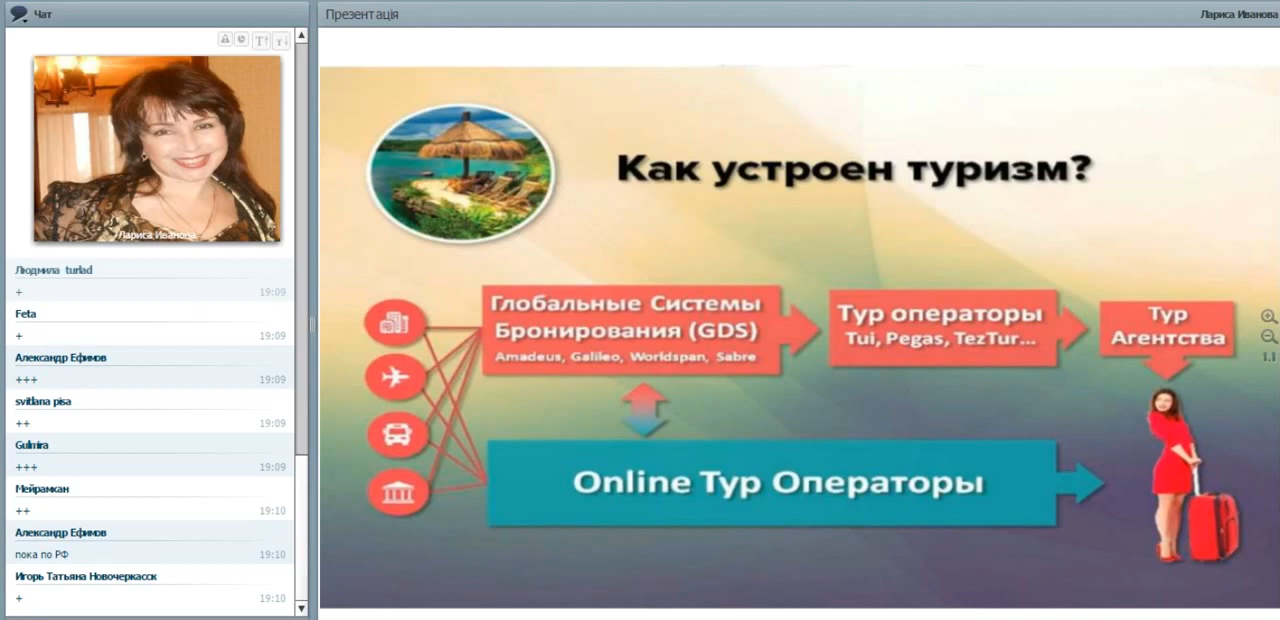 Чат
Лариса Иванова
Людмила turlad
+
19:09
Feta
+
19:09
Александр Ефимов
+++
19:09
svitlana pisa
++
19:09
Gulmira
+++
19:09
Мейрамкан
++
19:10
Александр Ефимов
пока по РФ
19:10
Игорь Татьяна Новочеркасск
+
19:10
Презентація
Лариса Иванова
Как устроен туризм?
Глобальные Системы
Бронирования (GDS)
Amadeus, Galileo, Worldspan, Sabre
Тур операторы
Tui, Pegas, TezTur...
Тур
Агентства
Online Тур Операторы
1.1